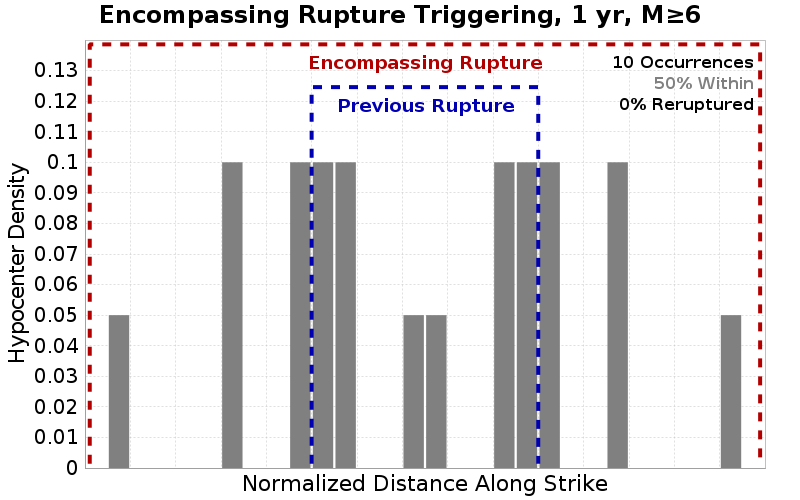 Encompassing Rupture Triggering, 1 yr, M≥6
Encompassing Rupture
10 Occurrences
50% Within
0% Reruptured
Previous Rupture
0.13
0.12
0.11
0.1
0.09
0.08
0.07
0.06
0.05
0.04
0.03
0.02
0.01
0
Hypocenter Density
Normalized Distance Along Strike